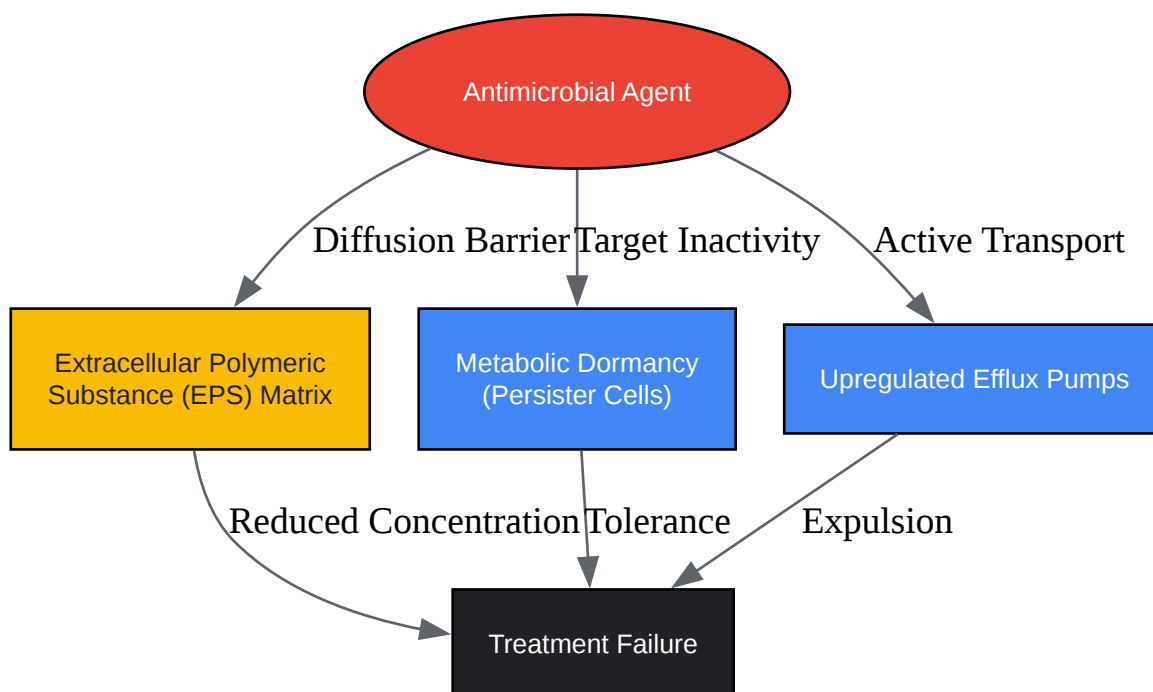 Antimicrobial Agent
Diffusion Barrier
Target Inactivity
Active Transport
Extracellular Polymeric
Substance (EPS) Matrix
Metabolic Dormancy
(Persister Cells)
Upregulated Efflux Pumps
Reduced Concentration
Tolerance
Expulsion
Treatment Failure